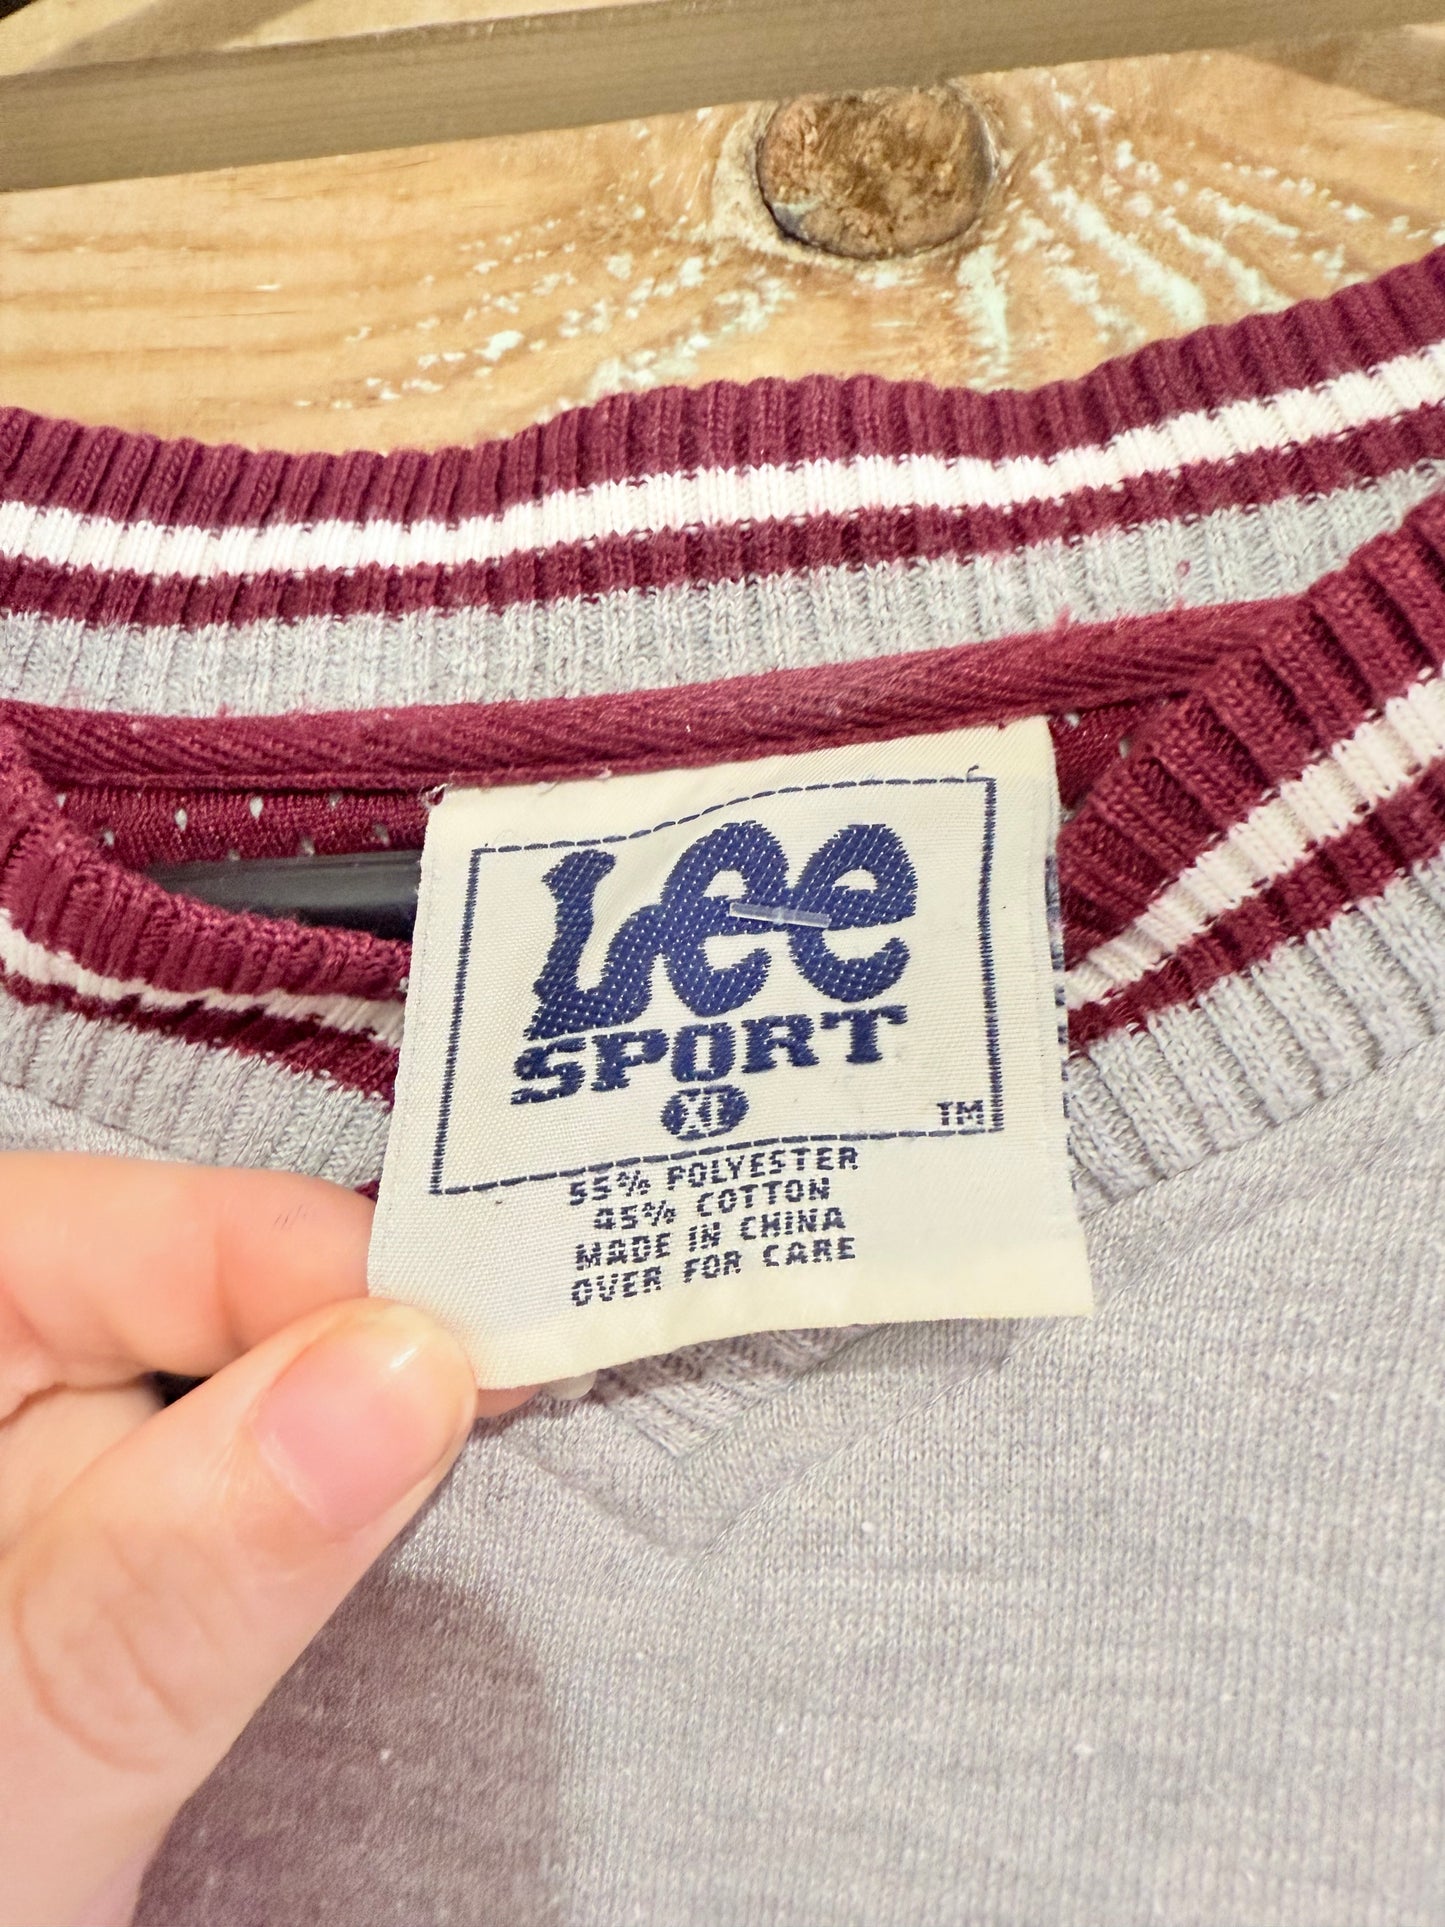 Lee
SPORT
XL
TM
55% POLYESTER
45% COTTON
MADE IN CHINA
OVER FOR CARE